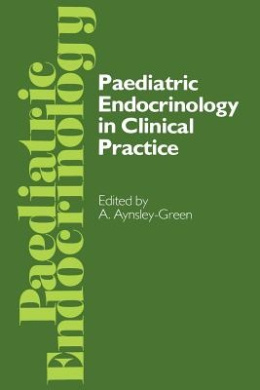 Paediatric
Endocrinology
Paediatric
Endocrinology
in Clinical
Practice
Edited by
A. Aynsley-Green